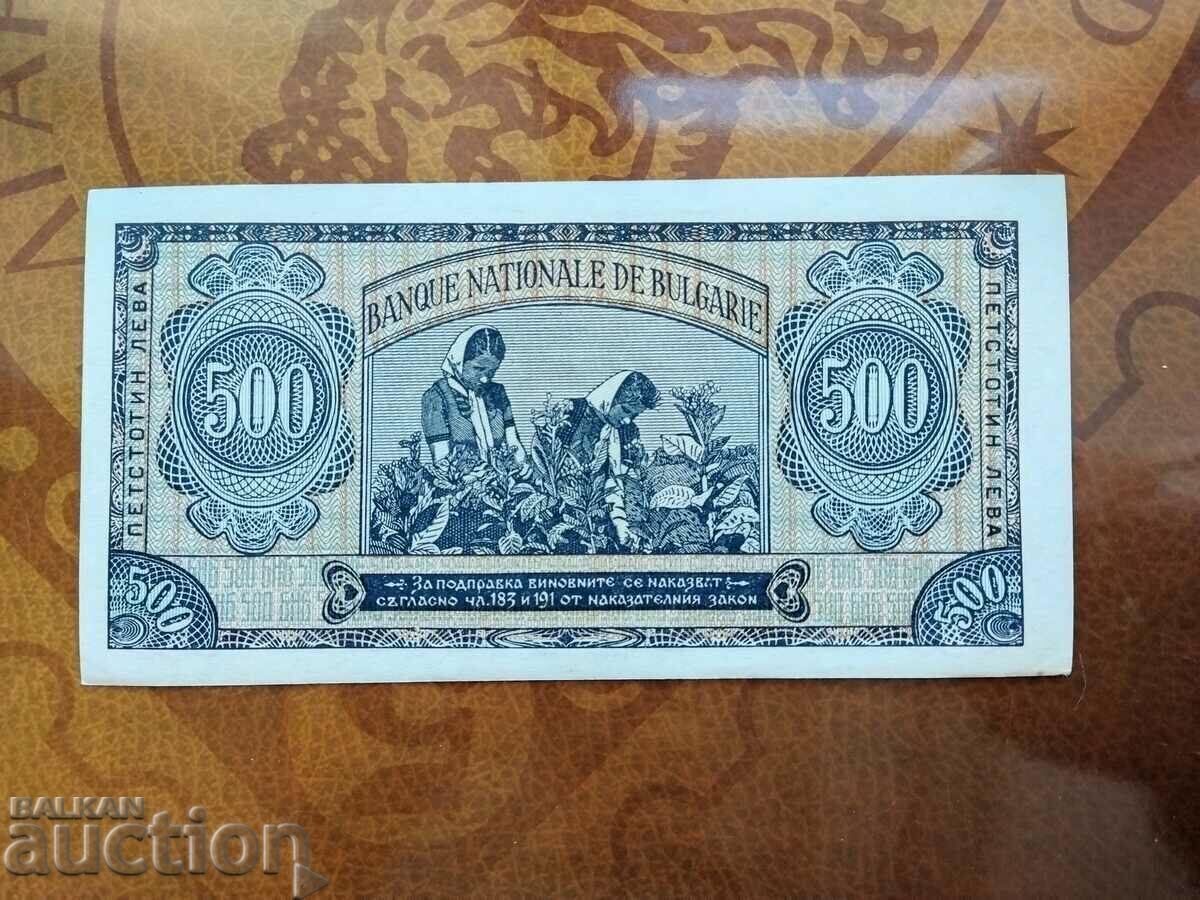 BANQUE NATIONALE DE BULGARIE
ПЕТСТОТИН ЛЕВА
500
500
ПЕТСТОТИН ЛЕВА
За подправка виновните се наказват
съгласно чл. 183 и 191 от наказателния закон
500
500
BALKAN
auction